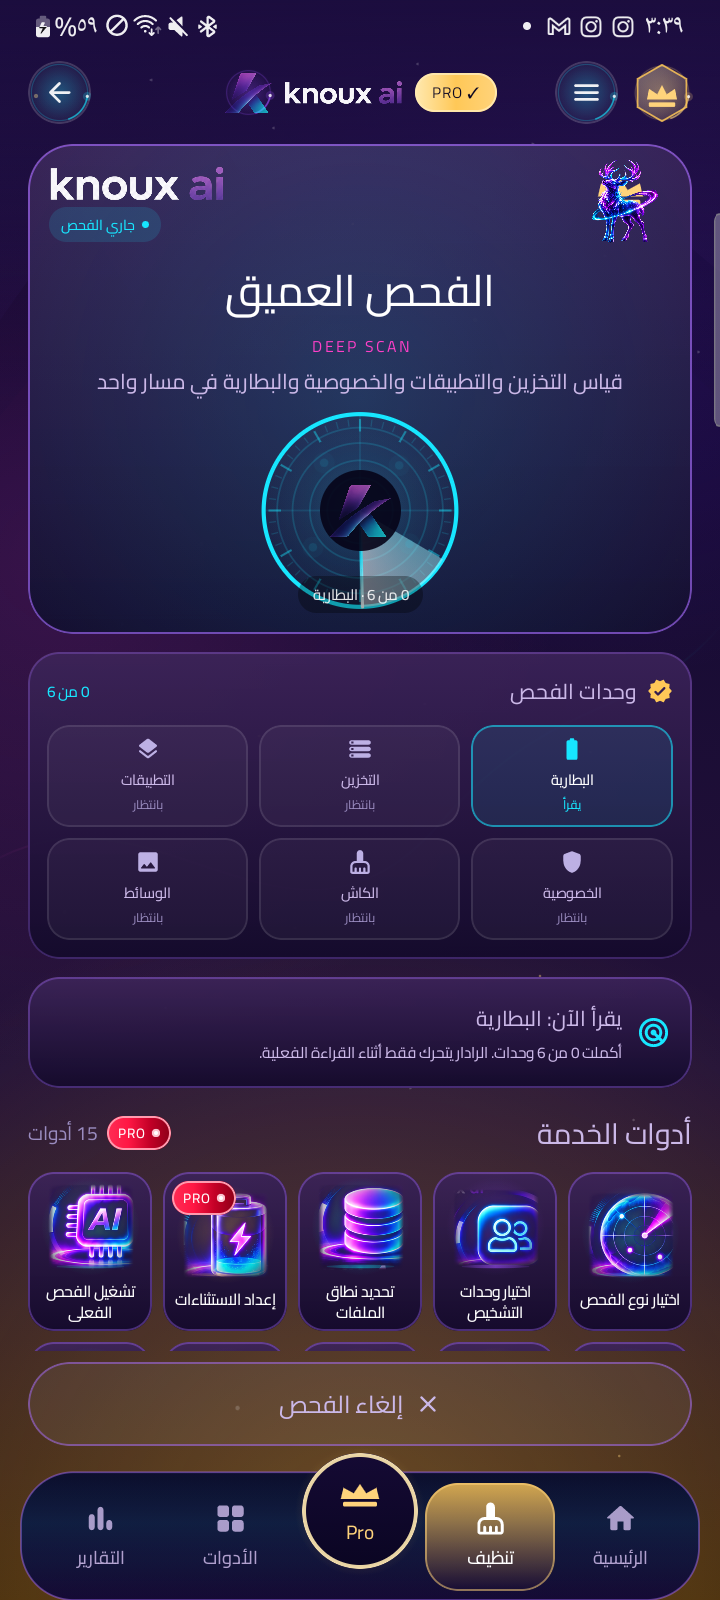 ٣:٣٩
%٥٩
knoux ai
PRO ✓
knoux ai
جاري الفحص
الفحص العميق
DEEP SCAN
قياس التخزين والتطبيقات والخصوصية والبطارية في مسار واحد
0 من 6 · البطارية
وحدات الفحص
0 من 6
البطارية
يقرأ
التخزين
بانتظار
التطبيقات
بانتظار
الخصوصية
بانتظار
الكاش
بانتظار
الوسائط
بانتظار
يقرأ الآن: البطارية
أكملت 0 من 6 وحدات. الرادار يتحرك فقط أثناء القراءة الفعلية.
أدوات الخدمة
PRO
15 أدوات
اختيار نوع الفحص
اختيار وحدات
التشخيص
تحديد نطاق
الملفات
PRO
إعداد الاستثناءات
AI
تشغيل الفحص
الفعلي
إلغاء الفحص
الرئيسية
تنظيف
Pro
الأدوات
التقارير